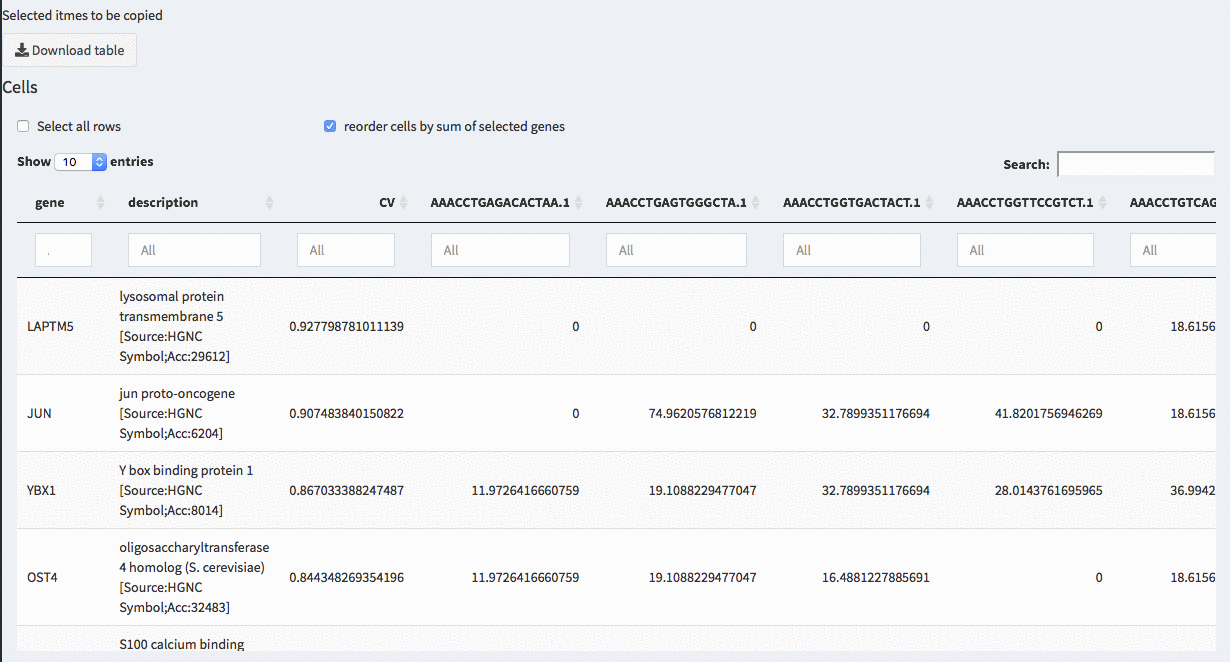 Selected itmes to be copied
Download table
Cells
Select all rows reorder cells by sum of selected genes
Show 10 entries Search:
gene description CV AAACCTGAGACACTAA.1 AAACCTGAGTGGGCTA.1 AAACCTGGTGACTACT.1 AAACCTGGTTCCGTCT.1 AAACCTGTCAG
. All All All All All All All
lysosomal protein
transmembrane 5
LAPTM5 0.927798781011139 0 0 0 0 18.6156
[Source:HGNC
Symbol;Acc:29612]
jun proto-oncogene
JUN [Source:HGNC 0.907483840150822 0 74.9620576812219 32.7899351176694 41.8201756946269 18.6156
Symbol;Acc:6204]
Y box binding protein 1
YBX1 [Source:HGNC 0.867033388247487 11.9726416660759 19.1088229477047 32.7899351176694 28.0143761695965 36.9942
Symbol;Acc:8014]
oligosaccharyltransferase
4 homolog (S. cerevisiae)
OST4 0.844348269354196 11.9726416660759 19.1088229477047 16.4881227885691 0 18.6156
[Source:HGNC
Symbol;Acc:32483]
S100 calcium binding